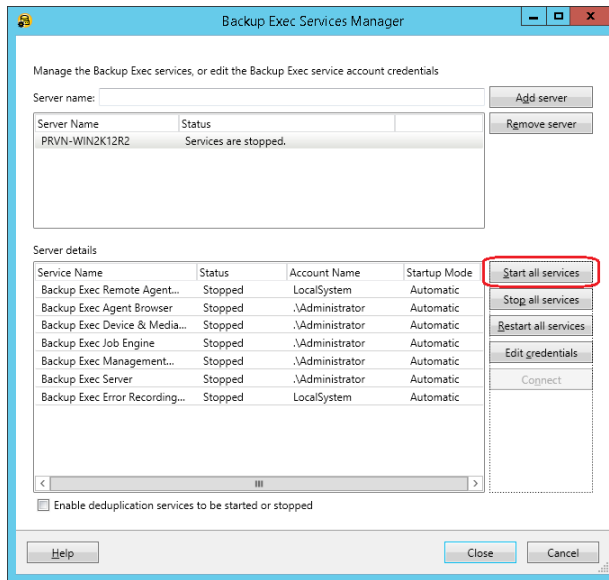 Backup Exec Services Manager
Manage the Backup Exec services, or edit the Backup Exec service account credentials
Server name:
Add server
Server Name Status
Remove server
PRVN-WIN2K12R2 Services are stopped.
Server details
Service Name Status Account Name Startup Mode
Start all services
Backup Exec Remote Agent... Stopped LocalSystem Automatic
Stop all services
Backup Exec Agent Browser Stopped .\Administrator Automatic
Backup Exec Device & Media... Stopped .\Administrator Automatic
Restart all services
Backup Exec Job Engine Stopped .\Administrator Automatic
Edit credentials
Backup Exec Management... Stopped .\Administrator Automatic
Backup Exec Server Stopped .\Administrator Automatic
Connect
Backup Exec Error Recording... Stopped LocalSystem Automatic
Enable deduplication services to be started or stopped
Help Close Cancel